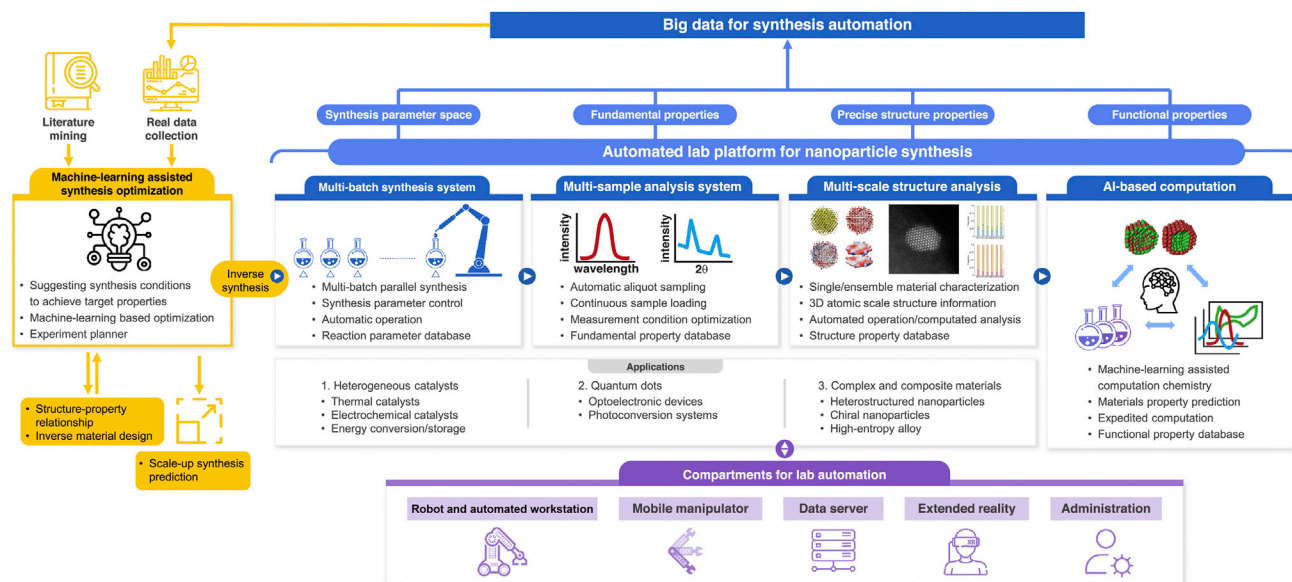 Big data for synthesis automation
Literature
mining
Real data
collection
Synthesis parameter space
Fundamental properties
Precise structure properties
Functional properties
Automated lab platform for nanoparticle synthesis
Machine-learning assisted
synthesis optimization
• Suggesting synthesis conditions
to achieve target properties
• Machine-learning based optimization
• Experiment planner
Inverse
synthesis
• Structure-property
relationship
• Inverse material design
• Scale-up synthesis
prediction
Multi-batch synthesis system
• Multi-batch parallel synthesis
• Synthesis parameter control
• Automatic operation
• Reaction parameter database
Multi-sample analysis system
intensity
wavelength
intensity
2θ
• Automatic aliquot sampling
• Continuous sample loading
• Measurement condition optimization
• Fundamental property database
Multi-scale structure analysis
• Single/ensemble material characterization
• 3D atomic scale structure information
• Automated operation/computated analysis
• Structure property database
AI-based computation
• Machine-learning assisted
computation chemistry
• Materials property prediction
• Expedited computation
• Functional property database
Applications
1. Heterogeneous catalysts
• Thermal catalysts
• Electrochemical catalysts
• Energy conversion/storage
2. Quantum dots
• Optoelectronic devices
• Photoconversion systems
3. Complex and composite materials
• Heterostructured nanoparticles
• Chiral nanoparticles
• High-entropy alloy
Compartments for lab automation
Robot and automated workstation
Mobile manipulator
Data server
Extended reality
Administration
XR